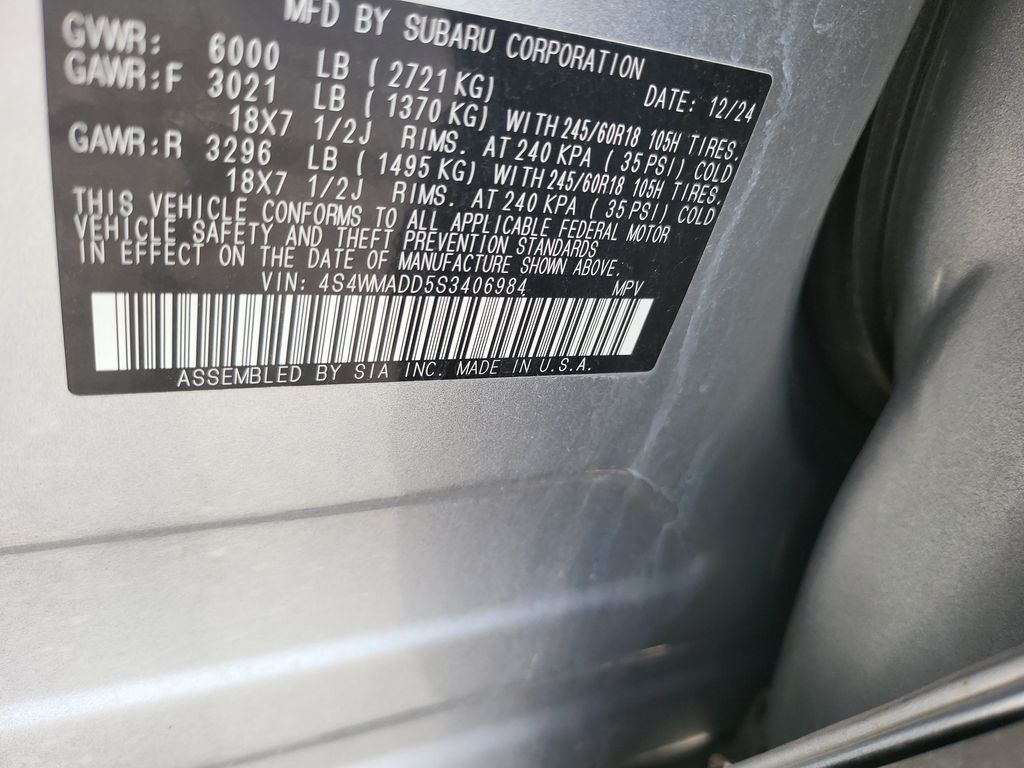 MFD BY SUBARU CORPORATION
GVWR: 6000 LB ( 2721 KG) DATE: 12/24
GAWR:F 3021 LB ( 1370 KG) WITH 245/60R18 105H TIRES.
18X7 1/2J RIMS. AT 240 KPA ( 35 PSI) COLD
GAWR:R 3296 LB ( 1495 KG) WITH 245/60R18 105H TIRES.
18X7 1/2J RIMS. AT 240 KPA ( 35 PSI) COLD
THIS VEHICLE CONFORMS TO ALL APPLICABLE FEDERAL MOTOR
VEHICLE SAFETY AND THEFT PREVENTION STANDARDS
IN EFFECT ON THE DATE OF MANUFACTURE SHOWN ABOVE.
VIN: 4S4WMADD5S3406984 MPV
ASSEMBLED BY SIA INC. MADE IN U.S.A.